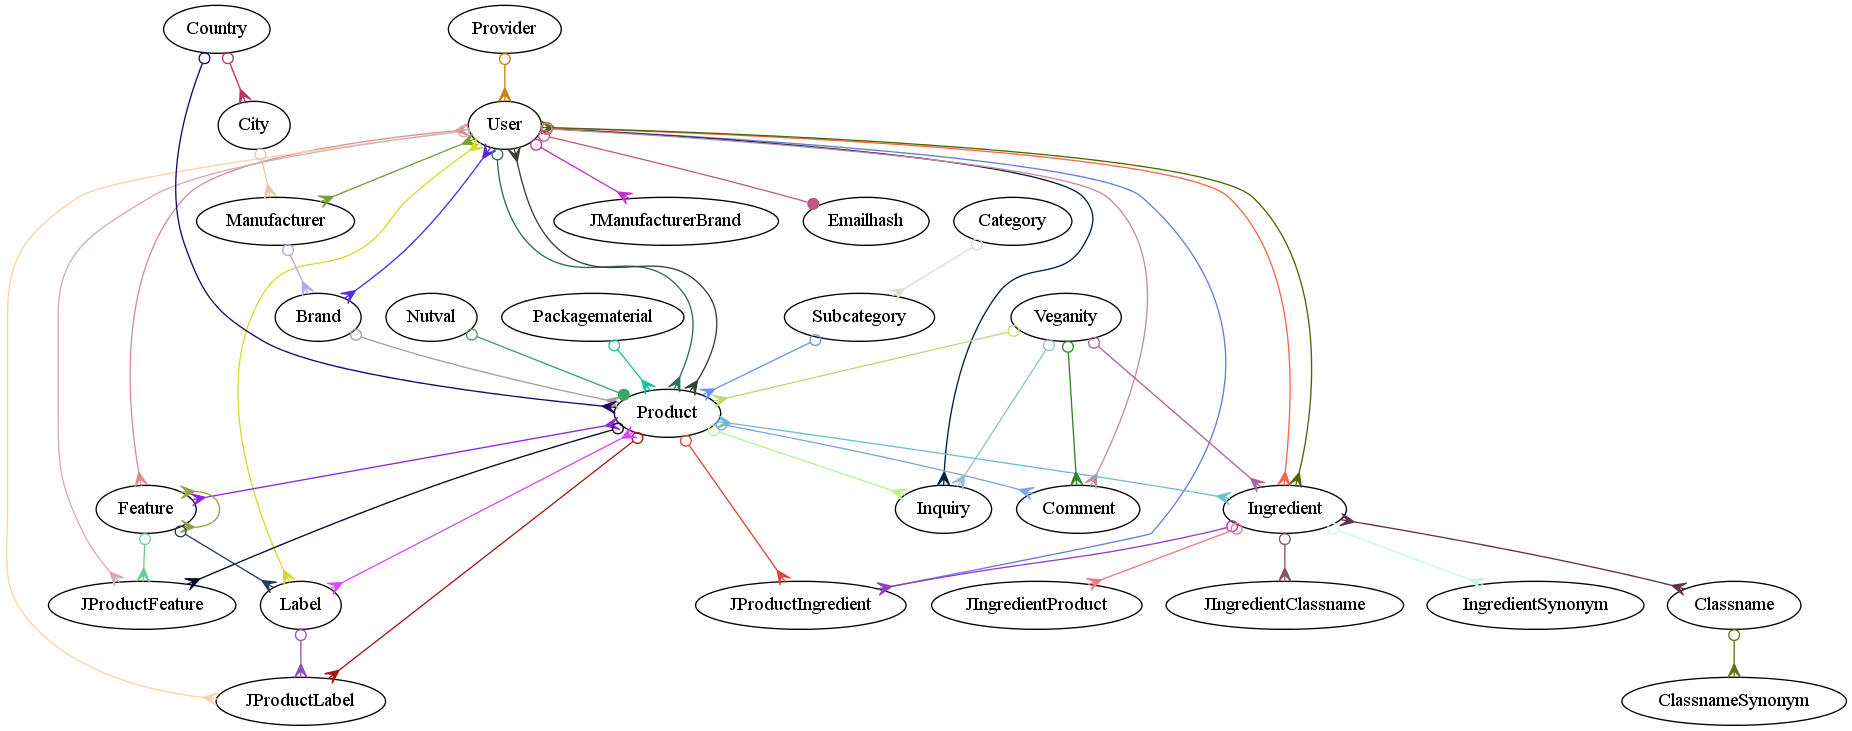 Country
Provider
City
User
Manufacturer
JManufacturerBrand
Emailhash
Category
Brand
Nutval
Packagematerial
Subcategory
Veganity
Product
Feature
Inquiry
Comment
Ingredient
JProductFeature
Label
JProductIngredient
JIngredientProduct
JIngredientClassname
IngredientSynonym
Classname
JProductLabel
ClassnameSynonym